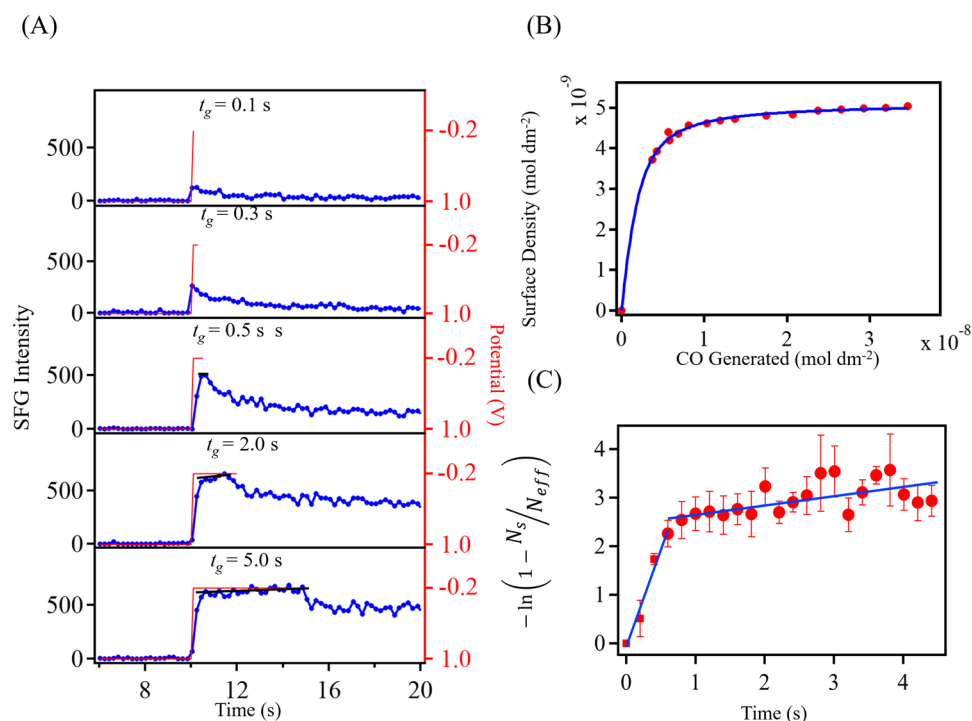 (A)
t_g = 0.1 s
500
0
-0.2
1.0
t_g = 0.3 s
500
0
-0.2
1.0
t_g = 0.5 s s
500
0
-0.2
1.0
t_g = 2.0 s
500
0
-0.2
1.0
t_g = 5.0 s
500
0
-0.2
1.0
8 12 16 20
Time (s)
SFG Intensity
Potential (V)
(B)
x 10⁻⁹
5
4
3
2
1
0
Surface Density (mol dm⁻²)
0 1 2 3
x 10⁻⁸
CO Generated (mol dm⁻²)
(C)
4
3
2
1
0
− ln(1 − N_s/N_eff)
0 1 2 3 4
Time (s)